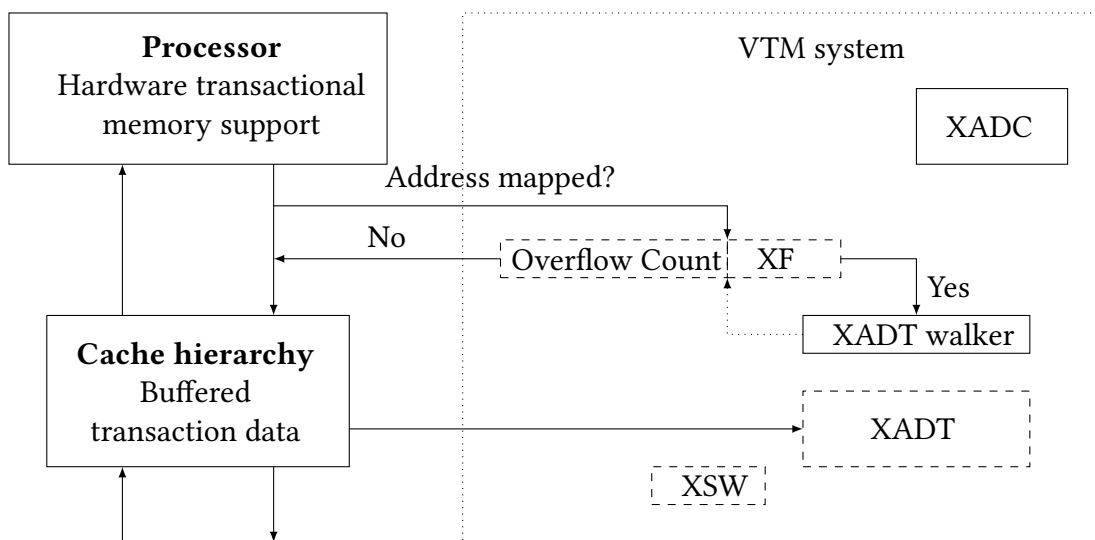 Processor
Hardware transactional
memory support
VTM system
XADC
Address mapped?
No
Overflow Count
XF
Yes
XADT walker
Cache hierarchy
Buffered
transaction data
XADT
XSW